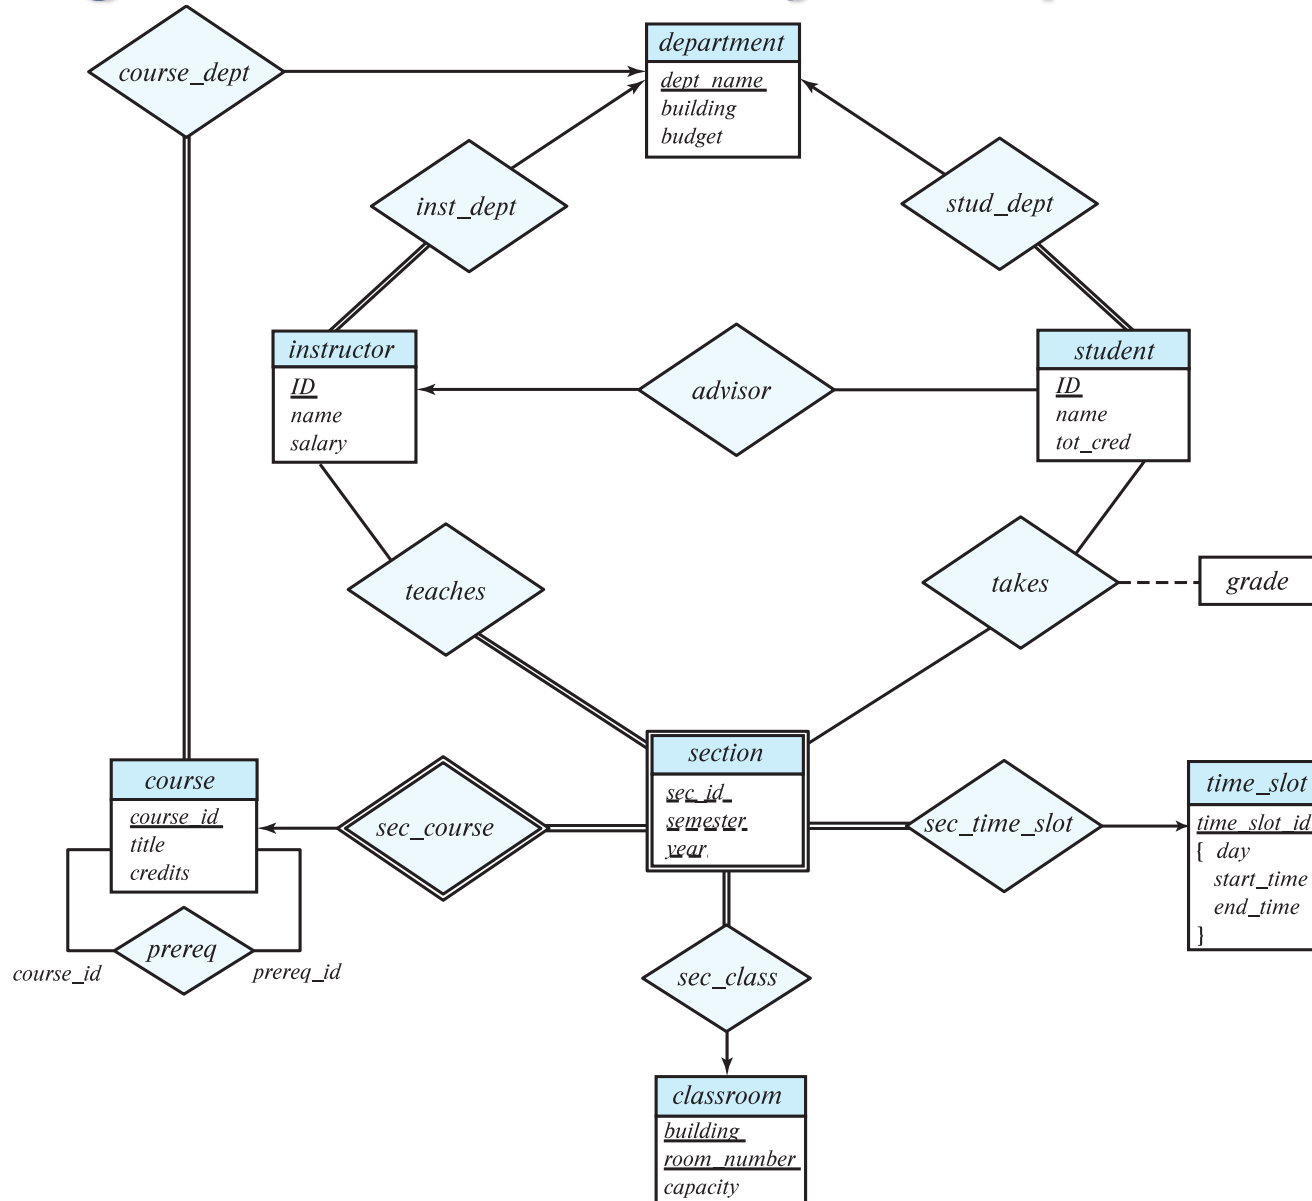 course_dept
department
dept_name
building
budget
inst_dept
stud_dept
instructor
ID
name
salary
advisor
student
ID
name
tot_cred
teaches
takes
grade
course
course_id
title
credits
sec_course
section
sec_id
semester
year
sec_time_slot
time_slot
time_slot_id
{ day
start_time
end_time
}
prereq
course_id
prereq_id
sec_class
classroom
building
room_number
capacity